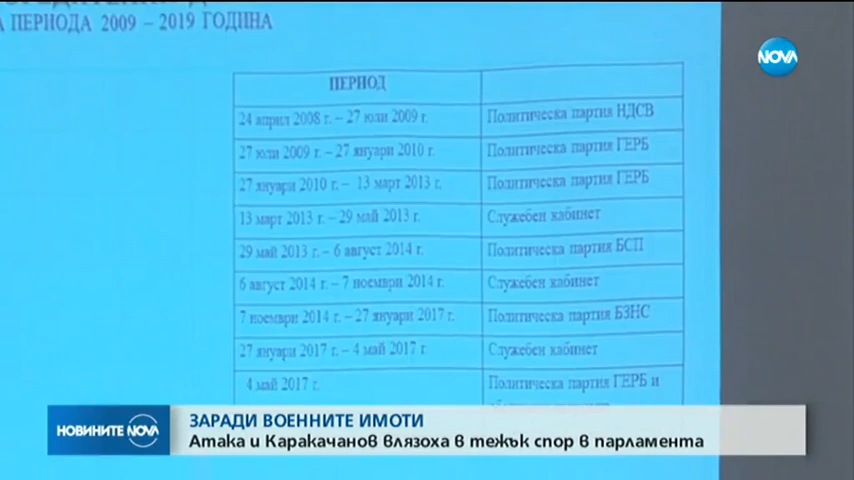 А ПЕРИОДА 2009 – 2019 ГОДИНА
NOVA
ПЕРИОД
24 април 2008 г. – 27 юли 2009 г. Политическа партия НДСВ
27 юли 2009 г. – 27 януари 2010 г. Политическа партия ГЕРБ
27 януари 2010 г. – 13 март 2013 г. Политическа партия ГЕРБ
13 март 2013 г. – 29 май 2013 г. Служебен кабинет
29 май 2013 г. – 6 август 2014 г. Политическа партия БСП
6 август 2014 г. – 7 ноември 2014 г. Служебен кабинет
7 ноември 2014 г. – 27 януари 2017 г. Политическа партия БЗНС
27 януари 2017 г. – 4 май 2017 г. Служебен кабинет
4 май 2017 г. Политическа партия ГЕРБ и
НОВИНИТЕ NOVA
ЗАРАДИ ВОЕННИТЕ ИМОТИ
Атака и Каракачанов влязоха в тежък спор в парламента